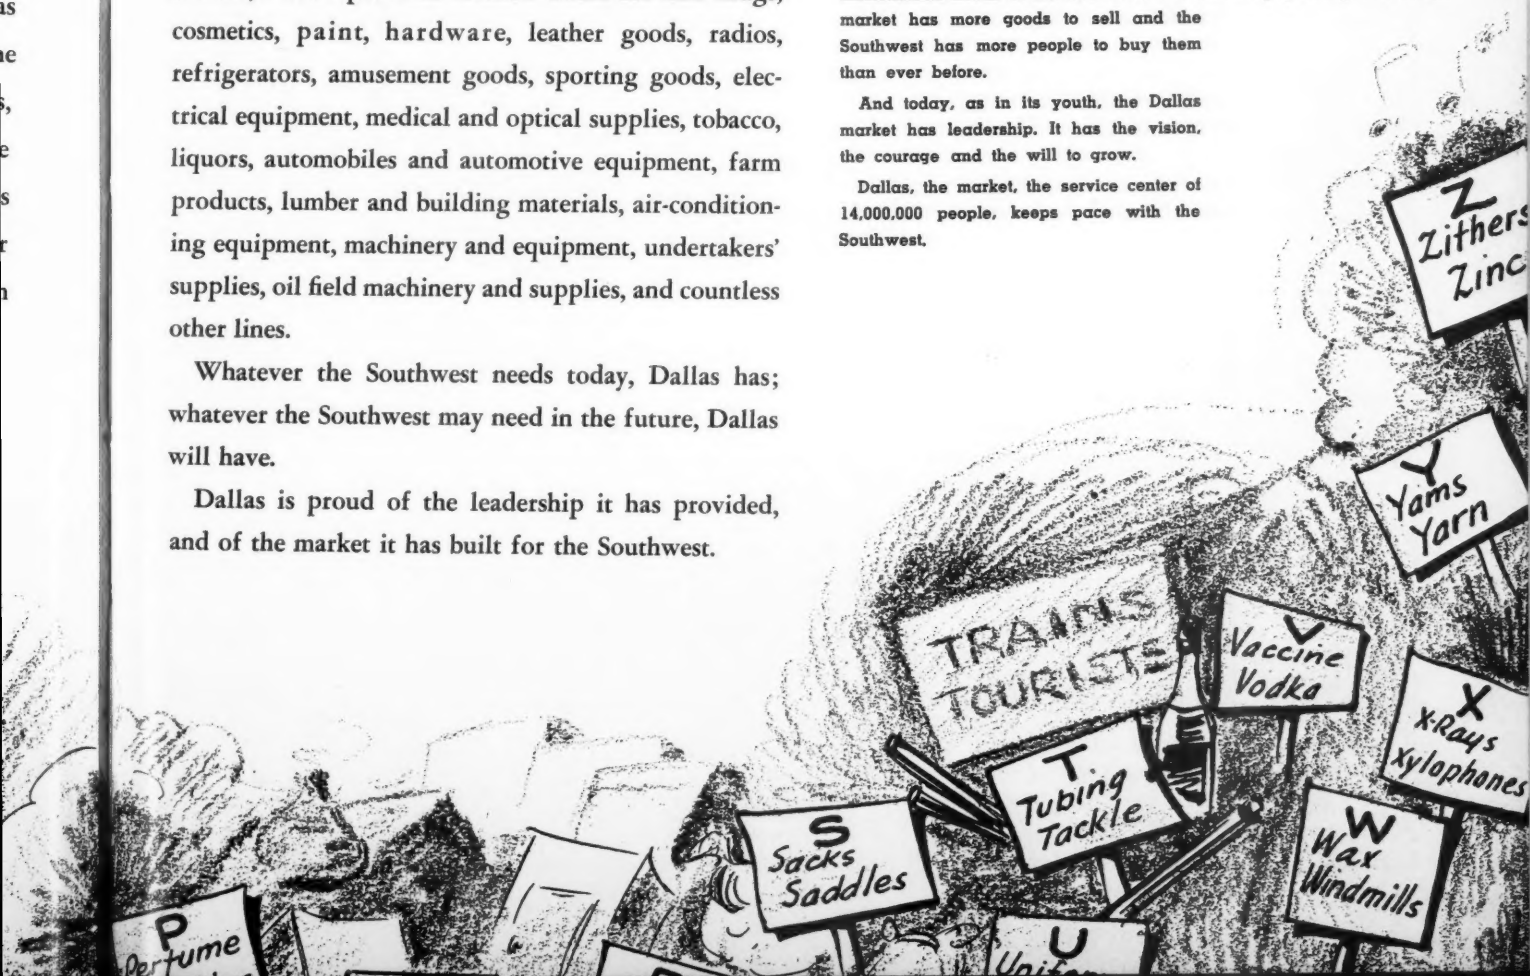 as
ne
s,
e
s
r
n
cosmetics, paint, hardware, leather goods, radios,
refrigerators, amusement goods, sporting goods, elec-
trical equipment, medical and optical supplies, tobacco,
liquors, automobiles and automotive equipment, farm
products, lumber and building materials, air-condition-
ing equipment, machinery and equipment, undertakers'
supplies, oil field machinery and supplies, and countless
other lines.
Whatever the Southwest needs today, Dallas has;
whatever the Southwest may need in the future, Dallas
will have.
Dallas is proud of the leadership it has provided,
and of the market it has built for the Southwest.
market has more goods to sell and the
Southwest has more people to buy them
than ever before.
And today, as in its youth, the Dallas
market has leadership. It has the vision,
the courage and the will to grow.
Dallas, the market, the service center of
14,000,000 people, keeps pace with the
Southwest.
P
Perfume
S
Sacks
Saddles
TRAINS
TOURISTS
T
Tubing
Tackle
U
V
Vaccine
Vodka
W
Wax
Windmills
X
X-Rays
Xylophones
Y
Yams
Yarn
Z
Zithers
Zinc